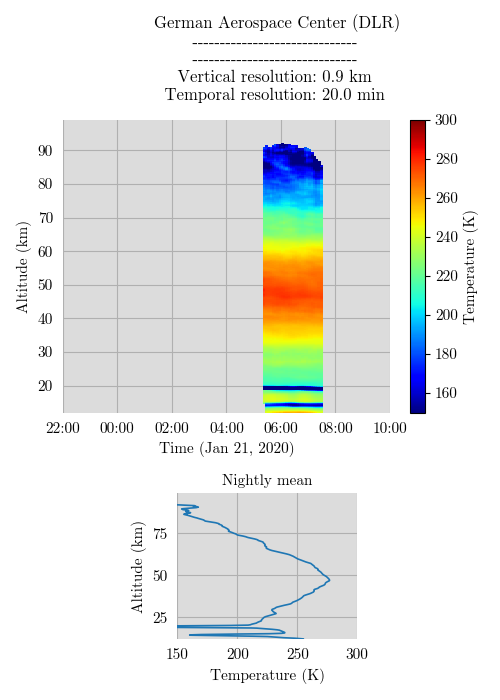 German Aerospace Center (DLR)
------------------------------
------------------------------
Vertical resolution: 0.9 km
Temporal resolution: 20.0 min
90
80
70
60
50
40
30
20
Altitude (km)
22:00 00:00 02:00 04:00 06:00 08:00 10:00
Time (Jan 21, 2020)
300
280
260
240
220
200
180
160
Temperature (K)
Nightly mean
75
50
25
Altitude (km)
150 200 250 300
Temperature (K)